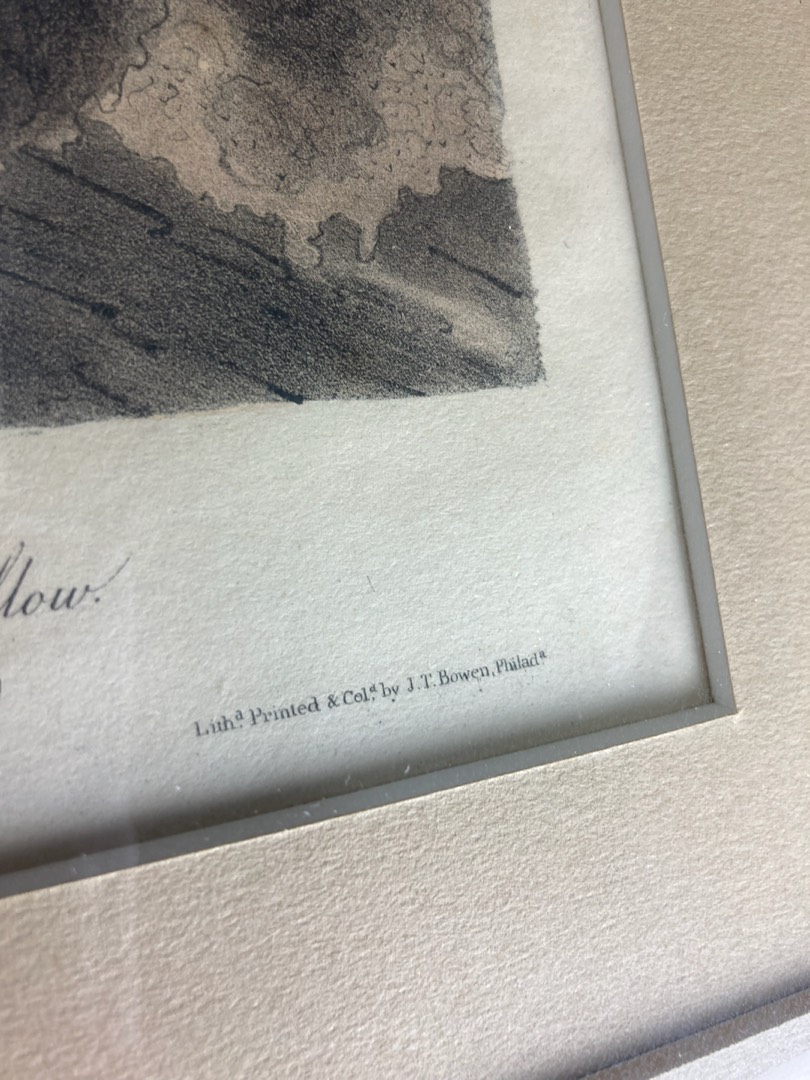 llow.
Lith.d Printed & Col.d by J.T. Bowen, Philad.a